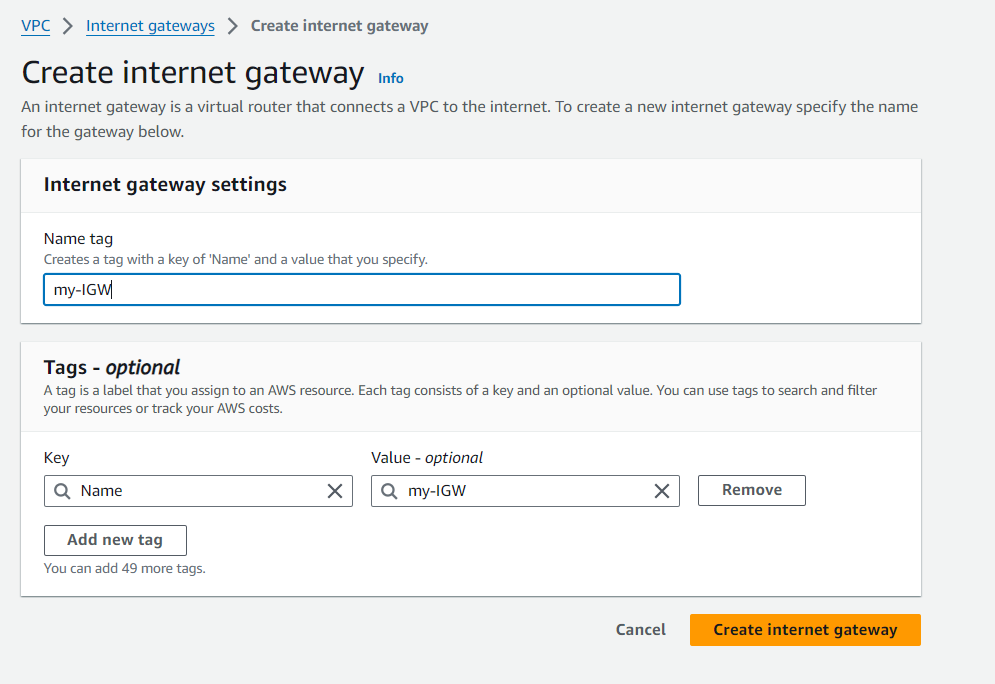 VPC > Internet gateways > Create internet gateway
Create internet gateway Info
An internet gateway is a virtual router that connects a VPC to the internet. To create a new internet gateway specify the name
for the gateway below.
Internet gateway settings
Name tag
Creates a tag with a key of 'Name' and a value that you specify.
my-IGW
Tags - optional
A tag is a label that you assign to an AWS resource. Each tag consists of a key and an optional value. You can use tags to search and filter
your resources or track your AWS costs.
Key Value - optional
Name my-IGW Remove
Add new tag
You can add 49 more tags.
Cancel Create internet gateway